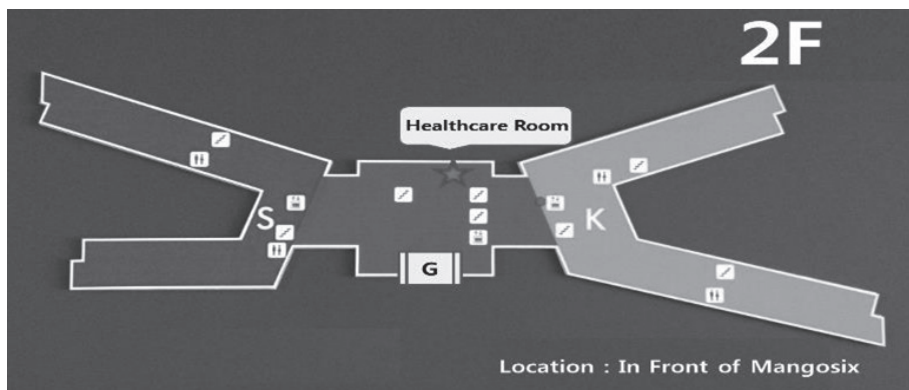 2F
Healthcare Room
S
K
G
Location : In Front of Mangosix